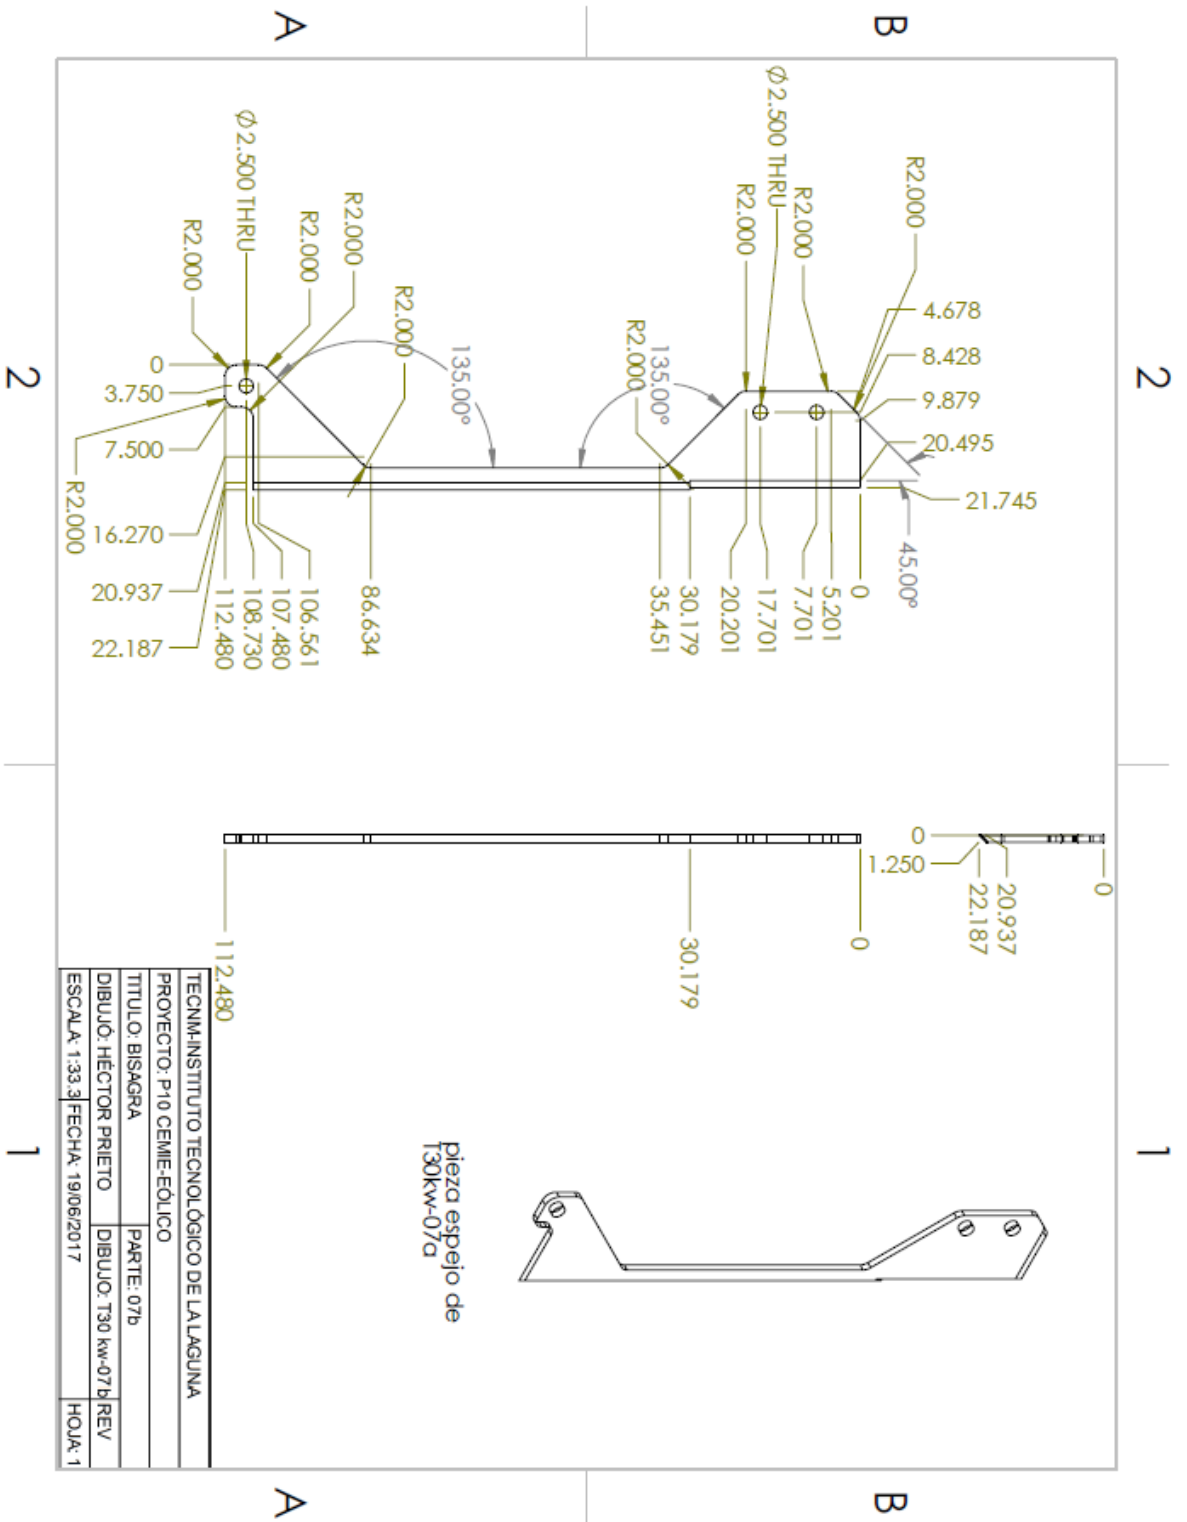 A
B
2
2
R2.000
Ø2.500 THRU
R2.000
R2.000
R2.000
Ø2.500 THRU
R2.000
R2.000
R2.000
R2.000
R2.000
135.00°
135.00°
45.00°
4.678
8.428
9.879
20.495
21.745
0
3.750
7.500
16.270
20.937
22.187
112.480
108.730
107.480
106.561
86.634
35.451
30.179
20.201
17.701
7.701
5.201
0
0
1.250
22.187
20.937
0
112.480
30.179
0
pieza espejo de
T30kw-07a
TECNM-INSTITUTO TECNOLÓGICO DE LA LAGUNA
PROYECTO: P10 CEMIE-EÓLICO
TITULO: BISAGRA
PARTE: 07b
DIBUJÓ: HÉCTOR PRIETO
DIBUJO: T30 kw-07b
REV
ESCALA: 1:33.3
FECHA: 19/06/2017
HOJA: 1
1
1
A
B